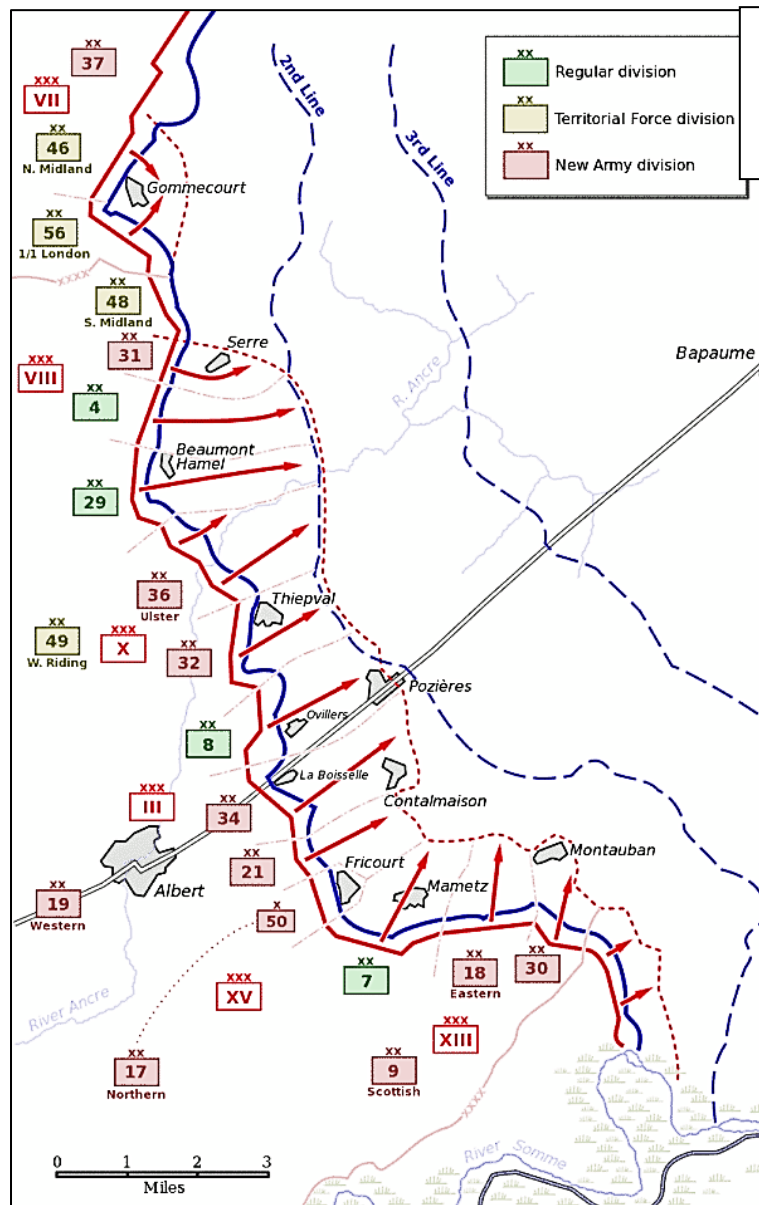 XX
37
XXX
VII
XX
46
N. Midland
XX
56
1/1 London
XXXX
XX
48
S. Midland
XX
31
XXX
VIII
XX
4
XX
29
XX
36
Ulster
XX
49
W. Riding
XXX
X
XX
32
XX
8
XXX
III
XX
34
XX
21
XX
19
Western
X
50
XXX
XV
XX
7
XX
18
Eastern
XX
30
XXX
XIII
XX
17
Northern
XX
9
Scottish
XXXX
Gommecourt
Serre
Beaumont
Hamel
Thiepval
Pozières
Ovillers
La Boisselle
Contalmaison
Fricourt
Mametz
Montauban
Albert
Bapaume
R. Ancre
River Ancre
River Somme
2nd Line
3rd Line
XX
Regular division
XX
Territorial Force division
XX
New Army division
0 1 2 3
Miles